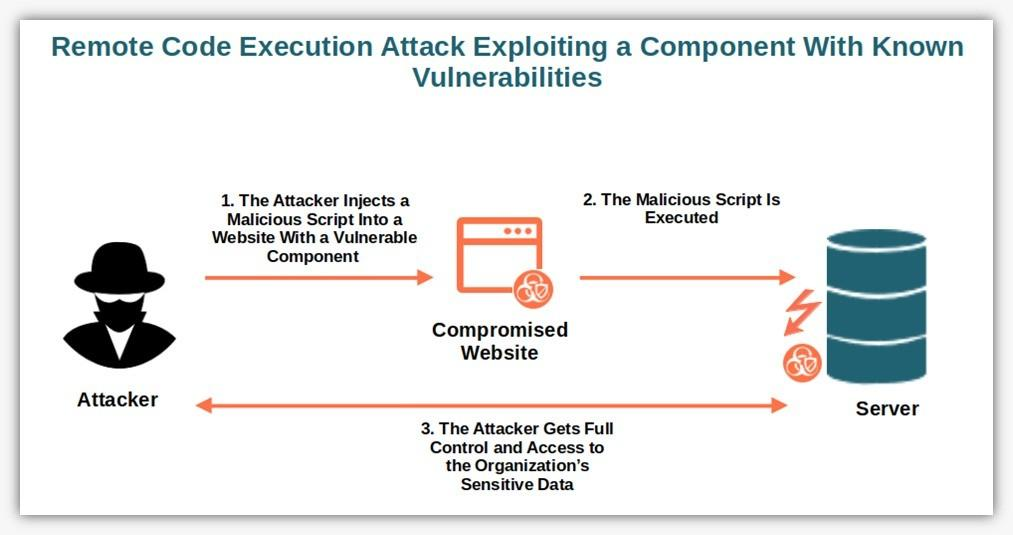 Remote Code Execution Attack Exploiting a Component With Known
Vulnerabilities
1. The Attacker Injects a
Malicious Script Into a
Website With a Vulnerable
Component
2. The Malicious Script Is
Executed
Compromised
Website
Attacker
Server
3. The Attacker Gets Full
Control and Access to
the Organization’s
Sensitive Data